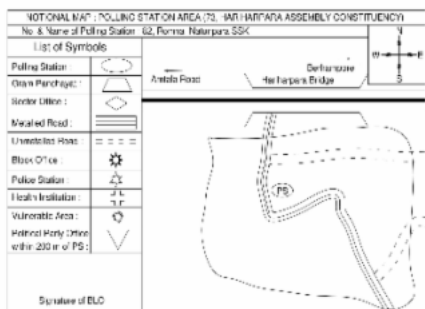 NOTIONAL MAP : POLLING STATION AREA (73, HARIHARPARA ASSEMBLY CONSTITUENCY)
No. & Name of Polling Station 62, Naturpara SSK
List of Symbols
Polling Station :
Gram Panchayat :
Sector Office :
Metalled Road :
Unmetalled Road :
Block Office :
Police Station :
Health Institution :
Vulnerable Area :
Political Party Office
within 200 m of PS :
Signature of BLO
N
W
E
S
Amtala Road
Berhampore
Hariharpara Bridge
PS